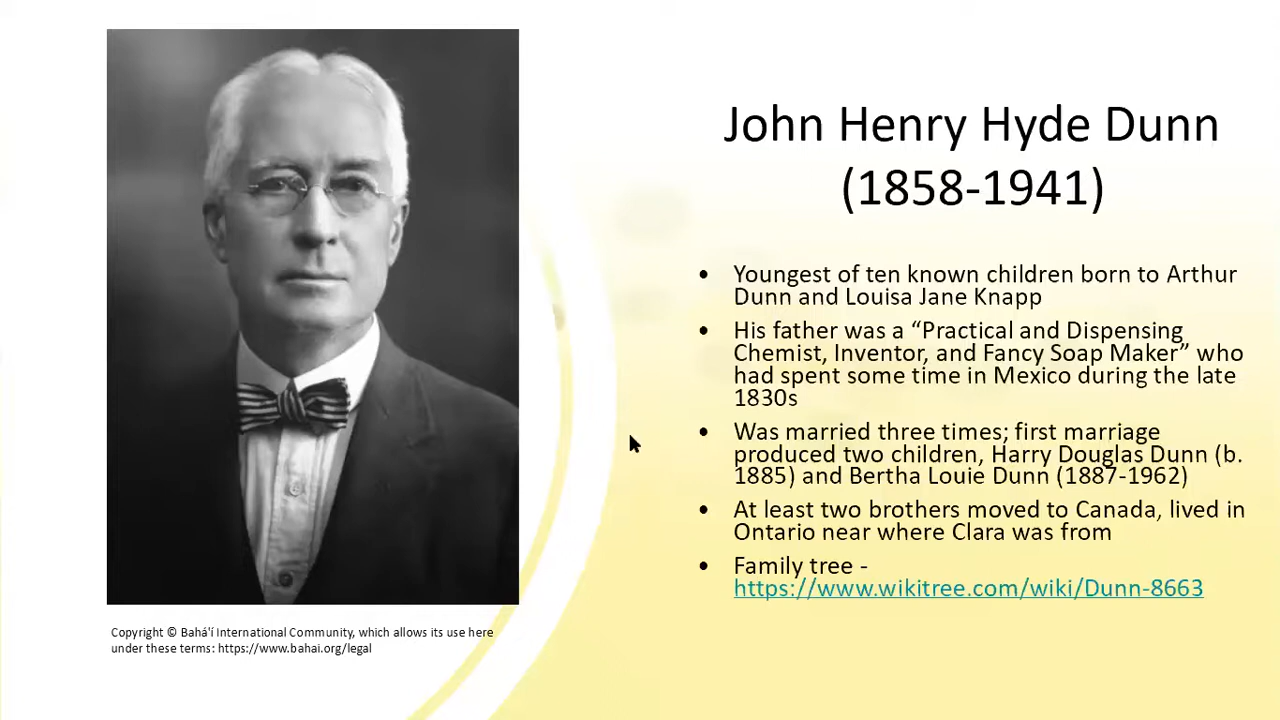 John Henry Hyde Dunn
(1858-1941)
• Youngest of ten known children born to Arthur
Dunn and Louisa Jane Knapp
• His father was a “Practical and Dispensing
Chemist, Inventor, and Fancy Soap Maker” who
had spent some time in Mexico during the late
1830s
• Was married three times; first marriage
produced two children, Harry Douglas Dunn (b.
1885) and Bertha Louie Dunn (1887-1962)
• At least two brothers moved to Canada, lived in
Ontario near where Clara was from
• Family tree -
https://www.wikitree.com/wiki/Dunn-8663
Copyright © Bahá'í International Community, which allows its use here
under these terms: https://www.bahai.org/legal